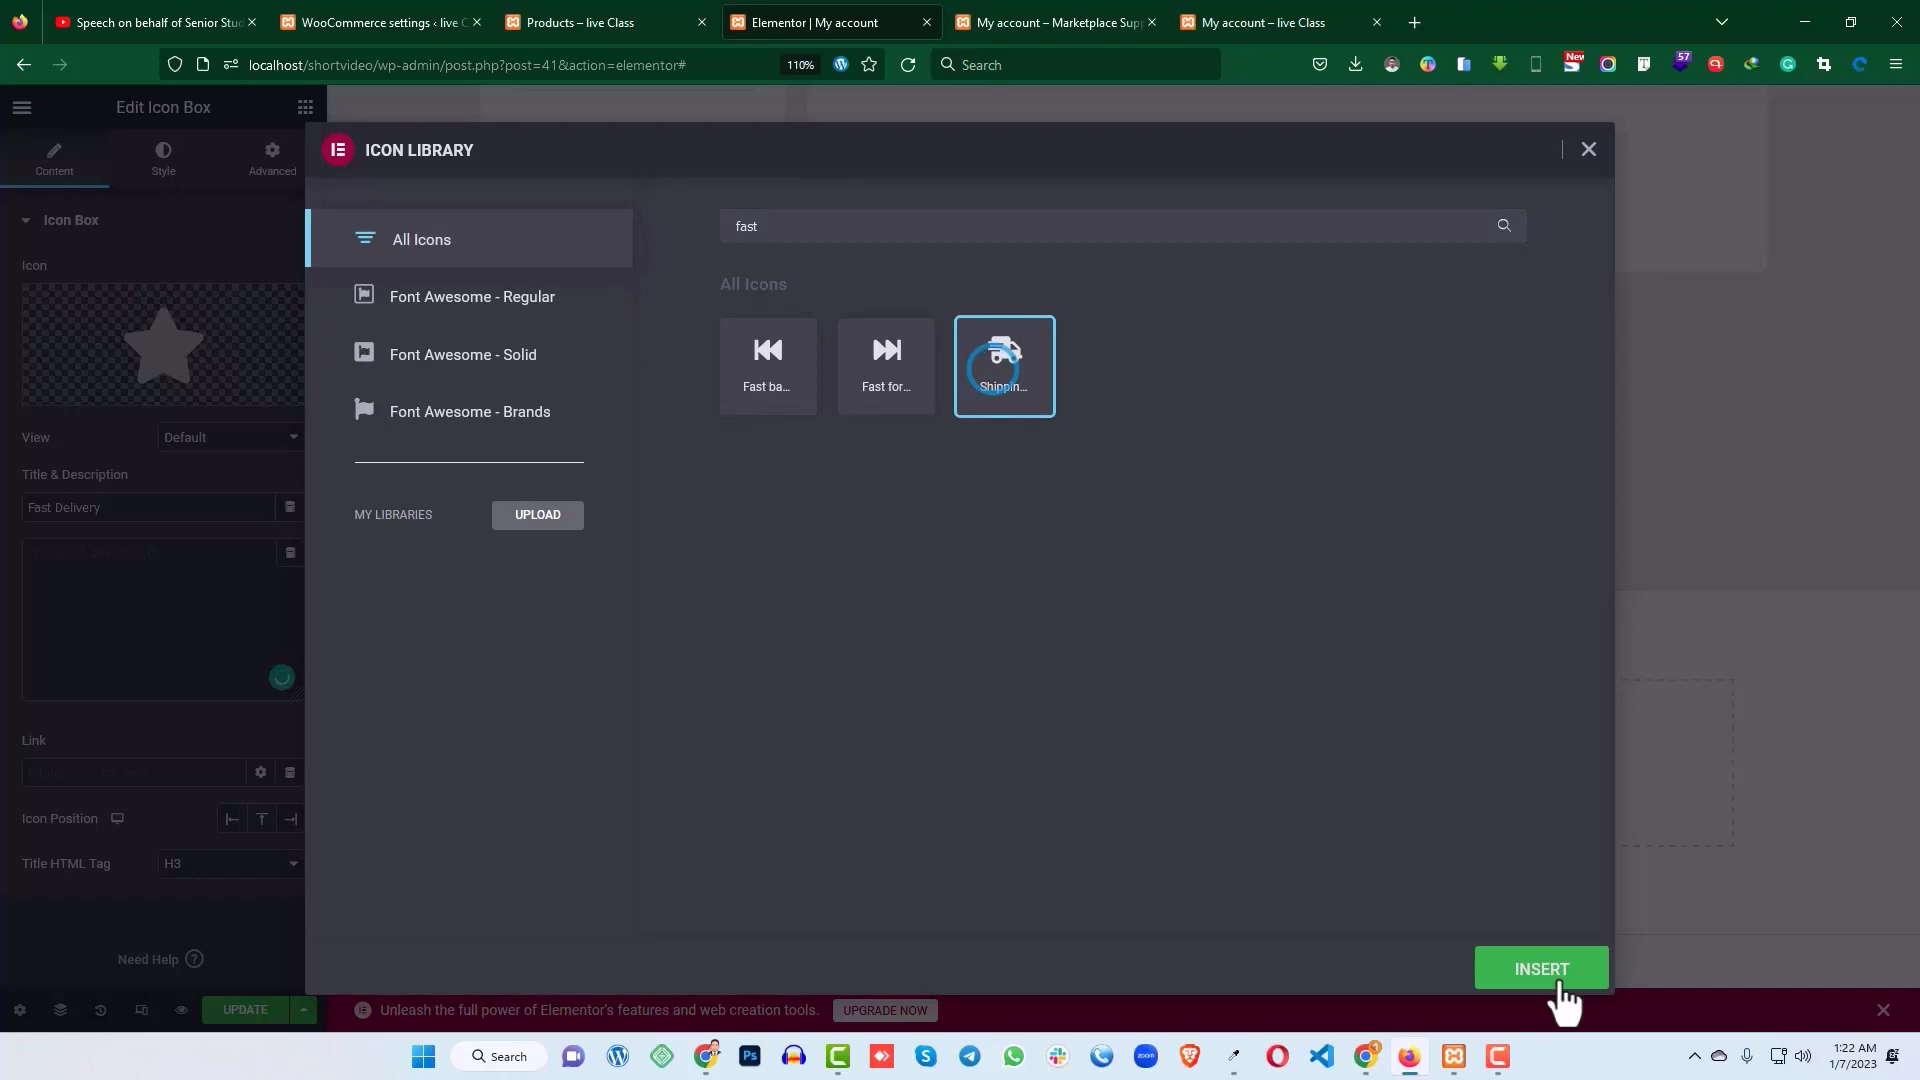 Speech on behalf of Senior Stud
WooCommerce settings ‹ live C
Products – live Class
Elementor | My account
My account – Marketplace Supp
My account – live Class
localhost/shortvideo/wp-admin/post.php?post=41&action=elementor#
110%
Search
New
57
Edit Icon Box
Content
Style
Advanced
Icon Box
Icon
View
Default
Title & Description
Fast Delivery
Link
Icon Position
Title HTML Tag
H3
Need Help
UPDATE
ICON LIBRARY
All Icons
Font Awesome - Regular
Font Awesome - Solid
Font Awesome - Brands
MY LIBRARIES
UPLOAD
fast
All Icons
Fast ba...
Fast for...
Shippin...
INSERT
Unleash the full power of Elementor's features and web creation tools.
UPGRADE NOW
Search
Ps
zoom
1:22 AM
1/7/2023